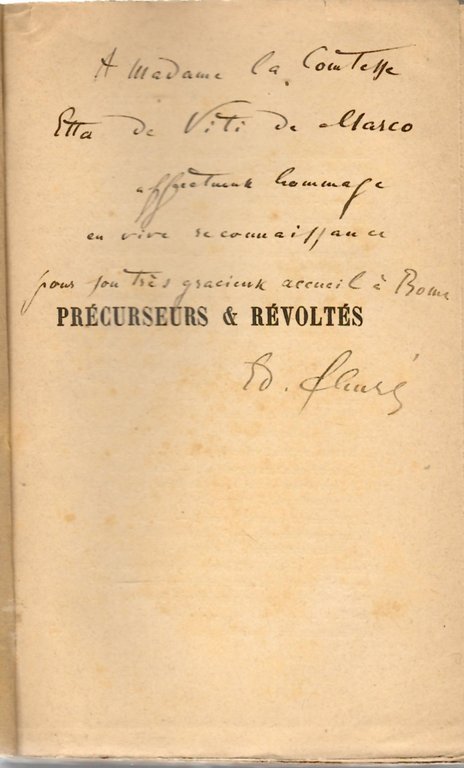 A Madame la Comtesse
Etta de Viti de Marco
affectueux hommage
en vive reconnaissance
pour son très gracieux accueil à Rome
PRÉCURSEURS & RÉVOLTÉS
Ed. Schuré